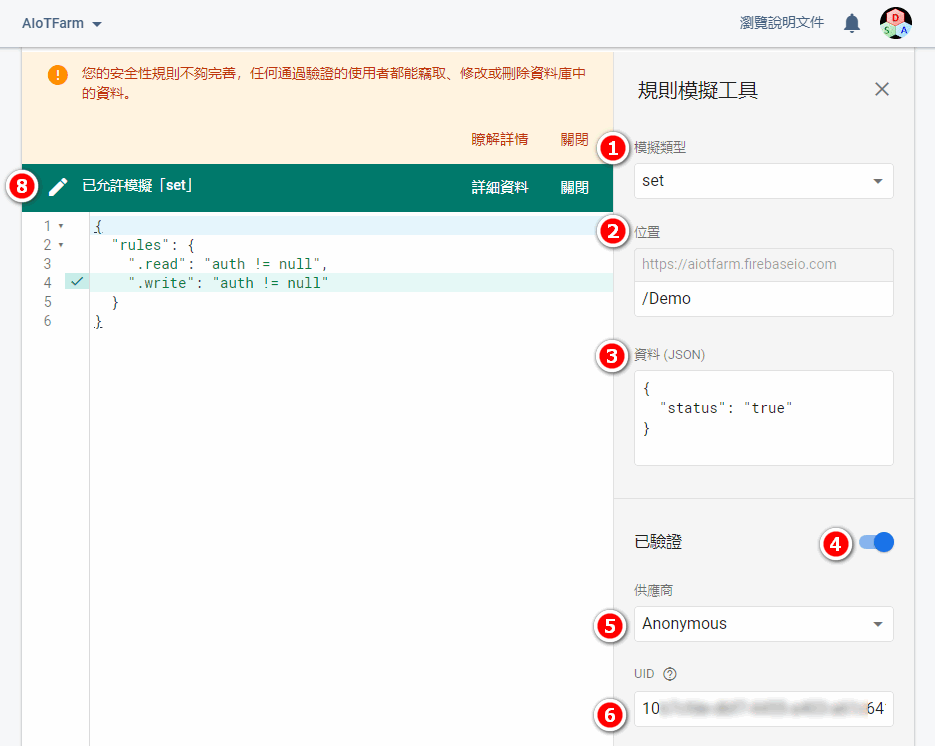 AIoTFarm
瀏覽說明文件
D
S
A
您的安全性規則不夠完善，任何通過驗證的使用者都能竊取、修改或刪除資料庫中
的資料。
瞭解詳情
關閉
8
已允許模擬「set」
詳細資料
關閉
1
{
2
"rules": {
3
".read": "auth != null",
4
".write": "auth != null"
5
}
6
}
規則模擬工具
1
模擬類型
set
2
位置
https://aiotfarm.firebaseio.com
/Demo
3
資料 (JSON)
{
"status": "true"
}
已驗證
4
供應商
5
Anonymous
UID
6
10